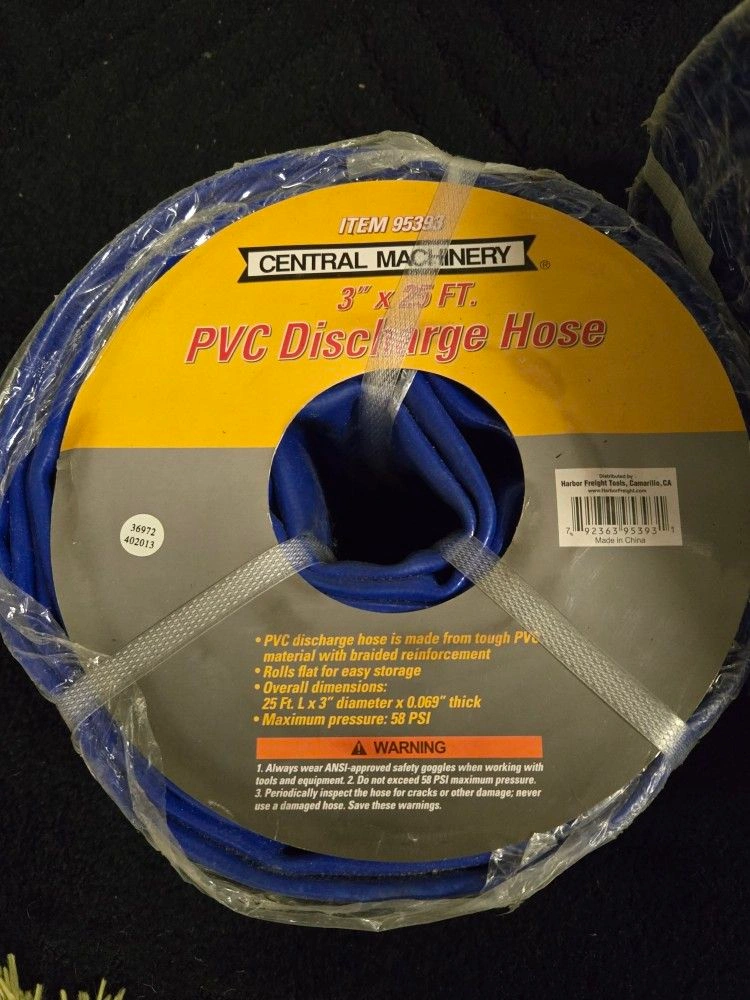 ITEM 95393
CENTRAL MACHINERY®
3" x 25 FT.
PVC Discharge Hose
Distributed by
Harbor Freight Tools, Camarillo, CA
www.HarborFreight.com
7 92363 95393 1
Made in China
36972
402013
• PVC discharge hose is made from tough PVC
material with braided reinforcement
• Rolls flat for easy storage
• Overall dimensions:
25 Ft. L x 3" diameter x 0.069" thick
• Maximum pressure: 58 PSI
⚠ WARNING
1. Always wear ANSI-approved safety goggles when working with
tools and equipment. 2. Do not exceed 58 PSI maximum pressure.
3. Periodically inspect the hose for cracks or other damage; never
use a damaged hose. Save these warnings.